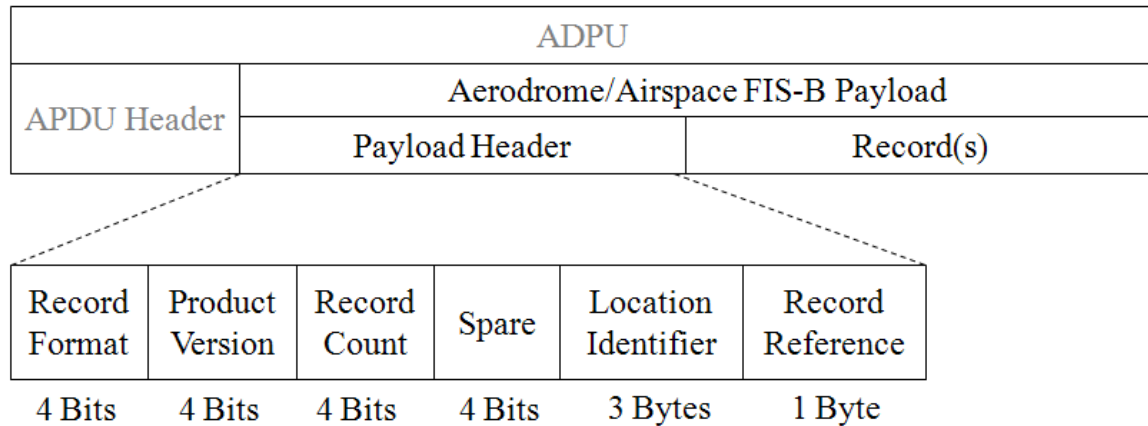 ADPU
APDU Header
Aerodrome/Airspace FIS-B Payload
Payload Header
Record(s)
Record
Format
Product
Version
Record
Count
Spare
Location
Identifier
Record
Reference
4 Bits
4 Bits
4 Bits
4 Bits
3 Bytes
1 Byte